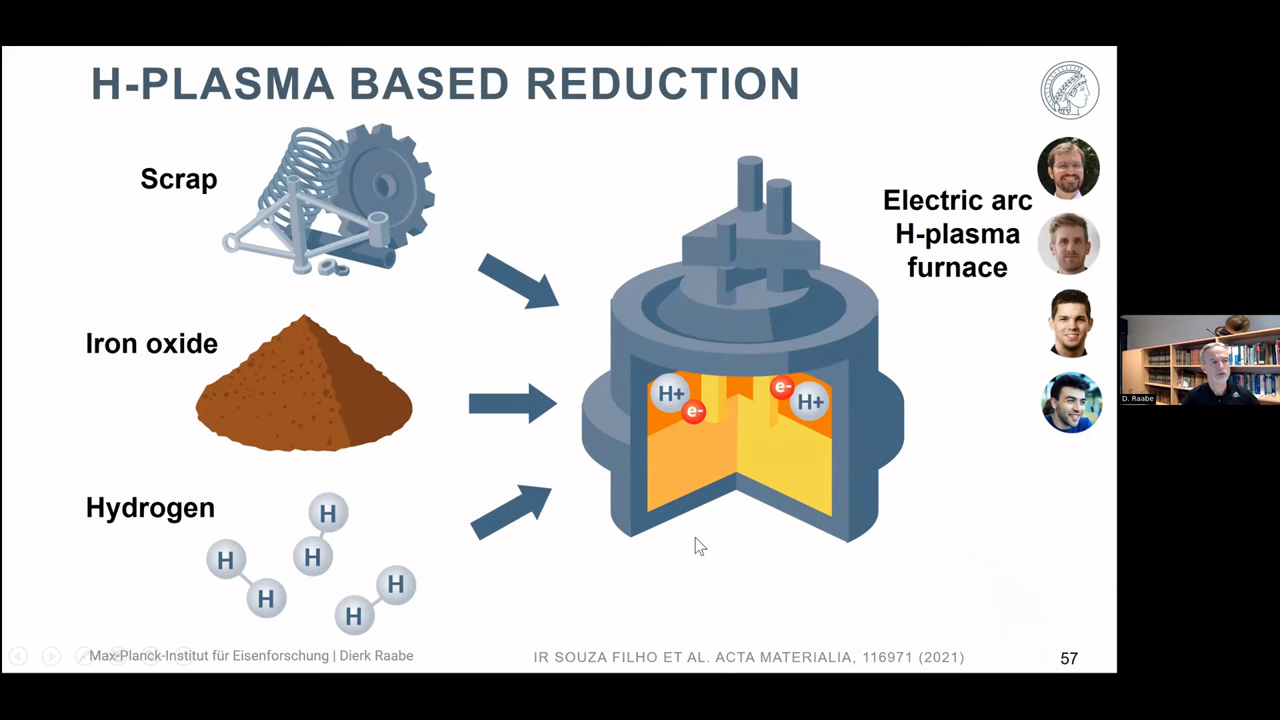 H-PLASMA BASED REDUCTION
Scrap
Electric arc
H-plasma
furnace
Iron oxide
H+
e-
e-
H+
Hydrogen
H
H
H
H
H
H
D. Raabe
Max-Planck-Institut für Eisenforschung | Dierk Raabe
IR SOUZA FILHO ET AL. ACTA MATERIALIA, 116971 (2021)
57